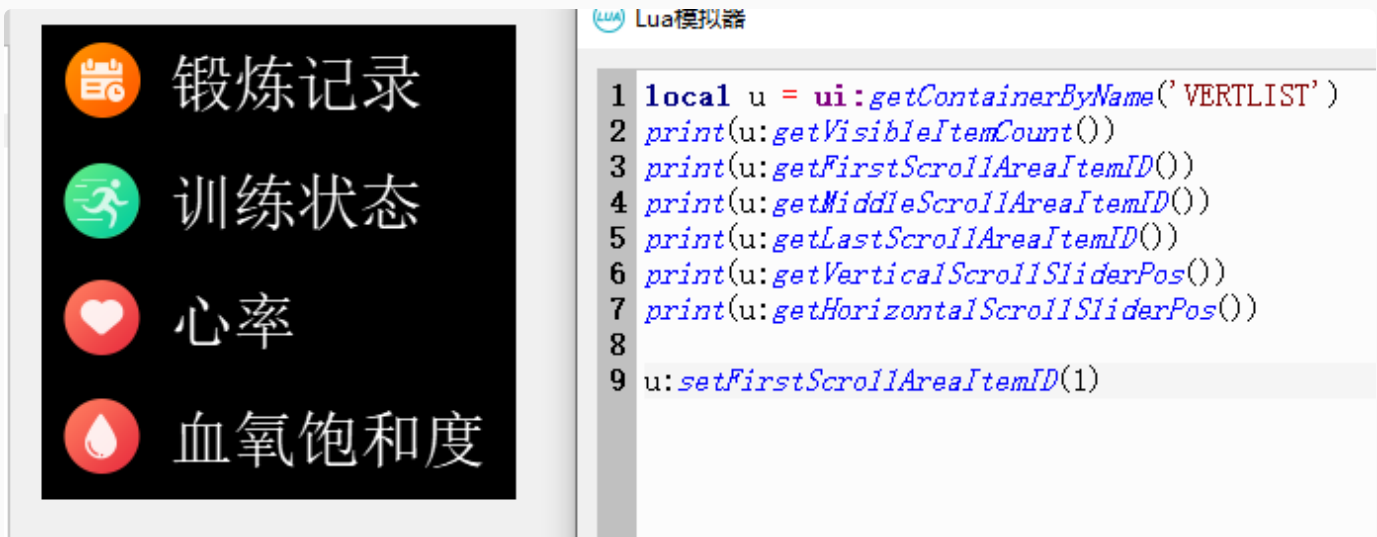 锻炼记录
训练状态
心率
血氧饱和度
LUA Lua模拟器
1 local u = ui:getContainerByName('VERTLIST')
2 print(u:getVisibleItemCount())
3 print(u:getFirstScrollAreaItemID())
4 print(u:getMiddleScrollAreaItemID())
5 print(u:getLastScrollAreaItemID())
6 print(u:getVerticalScrollSliderPos())
7 print(u:getHorizontalScrollSliderPos())
8
9 u:setFirstScrollAreaItemID(1)